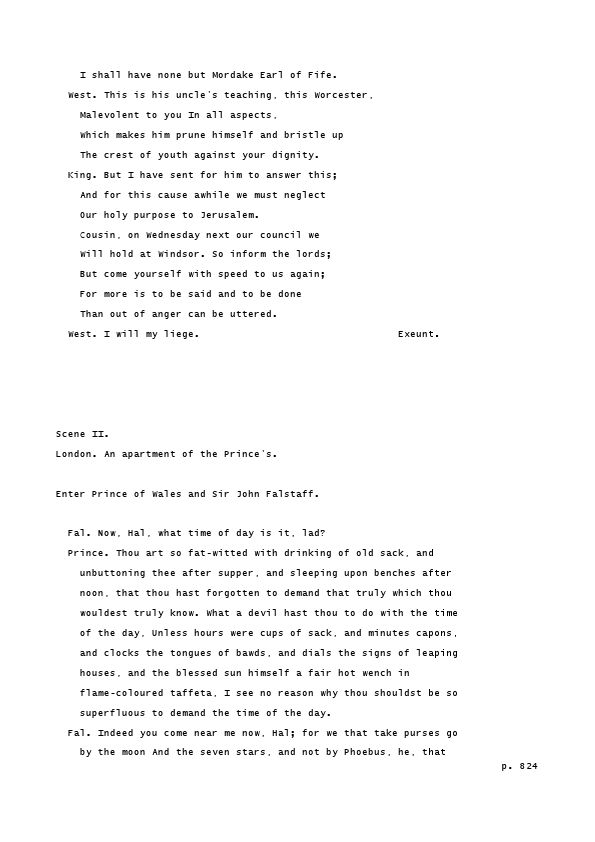 I shall have none but Mordake Earl of Fife.
West. This is his uncle's teaching, this Worcester,
Malevolent to you In all aspects,
Which makes him prune himself and bristle up
The crest of youth against your dignity.
King. But I have sent for him to answer this;
And for this cause awhile we must neglect
Our holy purpose to Jerusalem.
Cousin, on Wednesday next our council we
Will hold at Windsor. So inform the lords;
But come yourself with speed to us again;
For more is to be said and to be done
Than out of anger can be uttered.
West. I will my liege. Exeunt.
Scene II.
London. An apartment of the Prince's.
Enter Prince of Wales and Sir John Falstaff.
Fal. Now, Hal, what time of day is it, lad?
Prince. Thou art so fat-witted with drinking of old sack, and
unbuttoning thee after supper, and sleeping upon benches after
noon, that thou hast forgotten to demand that truly which thou
wouldest truly know. What a devil hast thou to do with the time
of the day, Unless hours were cups of sack, and minutes capons,
and clocks the tongues of bawds, and dials the signs of leaping
houses, and the blessed sun himself a fair hot wench in
flame-coloured taffeta, I see no reason why thou shouldst be so
superfluous to demand the time of the day.
Fal. Indeed you come near me now, Hal; for we that take purses go
by the moon And the seven stars, and not by Phoebus, he, that
p. 824